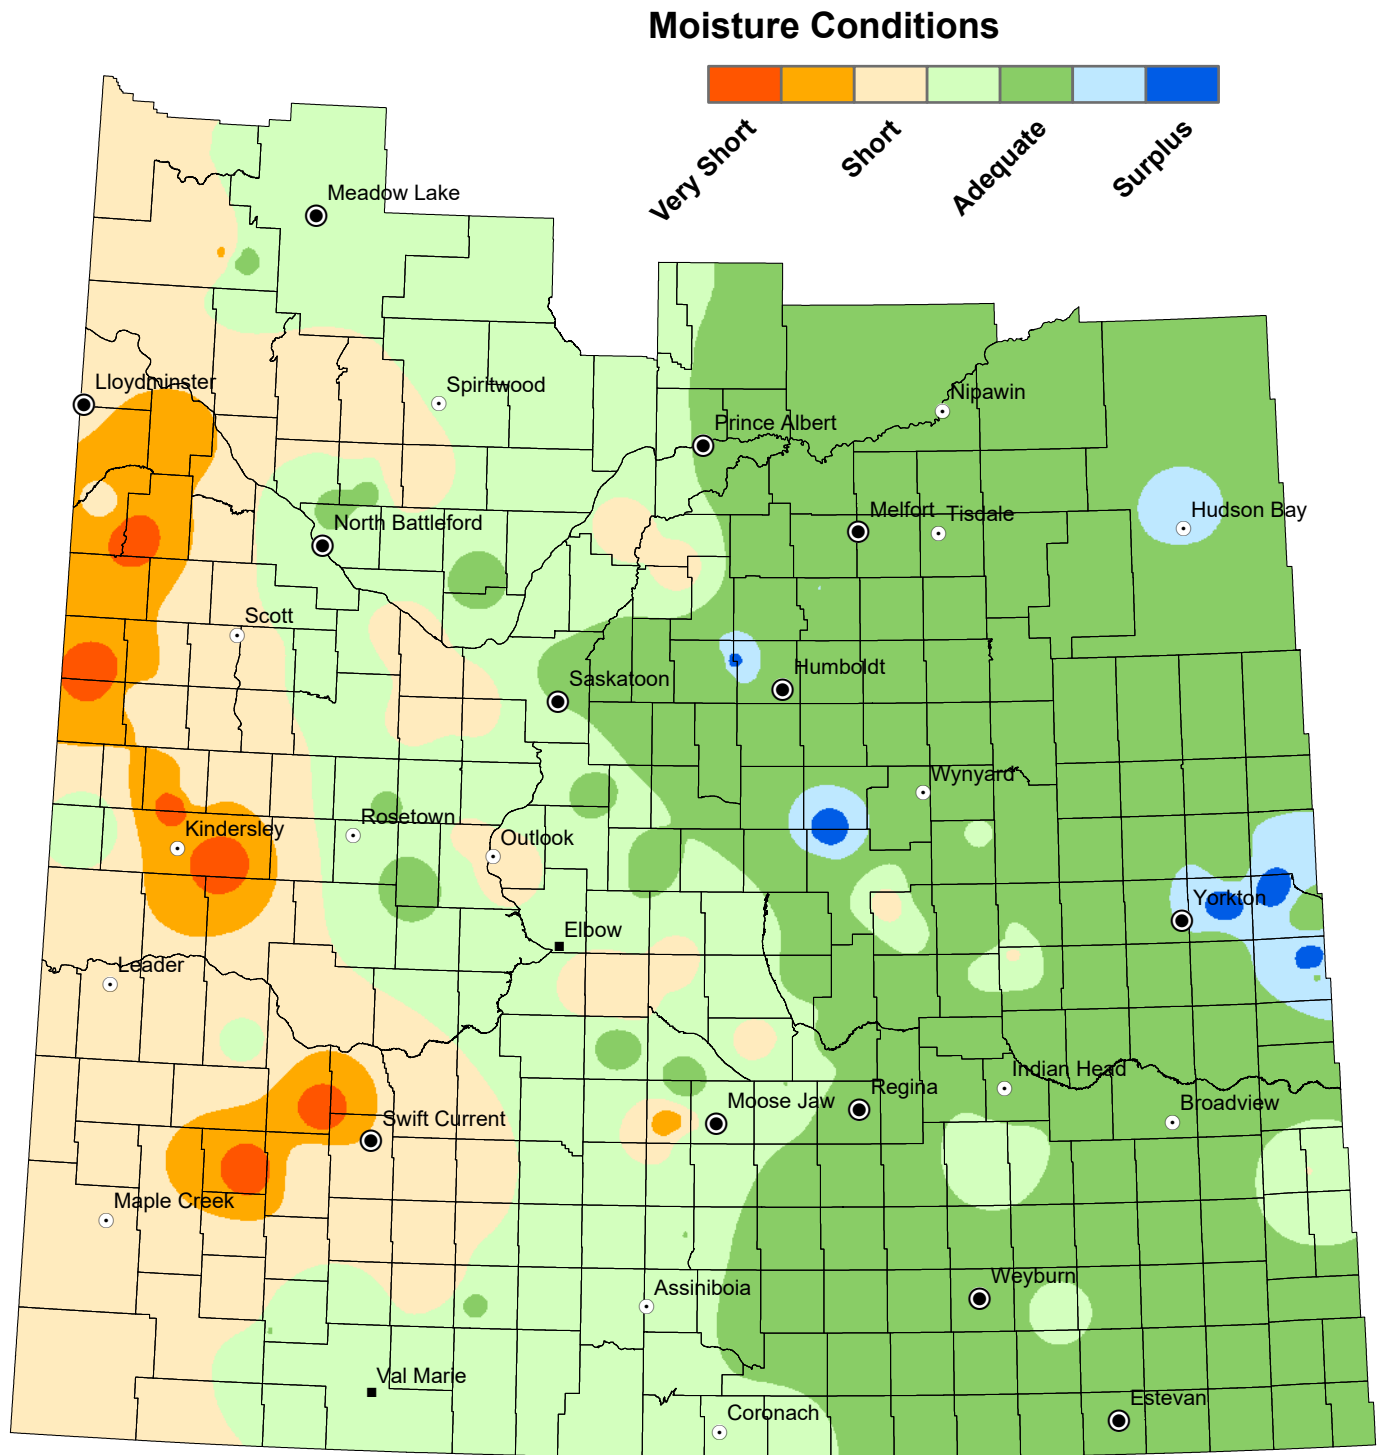 Moisture Conditions
Very Short
Short
Adequate
Surplus
Meadow Lake
Lloydminster
Spiritwood
Nipawin
Prince Albert
North Battleford
Melfort
Tisdale
Hudson Bay
Scott
Saskatoon
Humboldt
Wynyard
Kindersley
Rosetown
Outlook
Yorkton
Elbow
Leader
Indian Head
Regina
Moose Jaw
Broadview
Swift Current
Maple Creek
Weyburn
Assiniboia
Val Marie
Estevan
Coronach